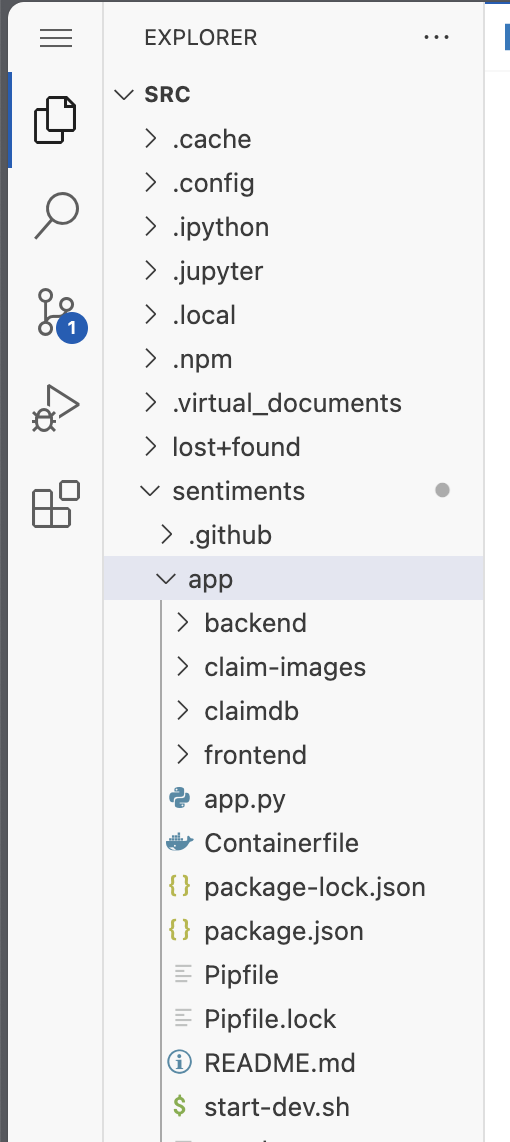 EXPLORER
SRC
.cache
.config
.ipython
.jupyter
.local
1
.npm
.virtual_documents
lost+found
sentiments
.github
app
backend
claim-images
claimdb
frontend
app.py
Containerfile
{} package-lock.json
{} package.json
Pipfile
Pipfile.lock
README.md
$ start-dev.sh